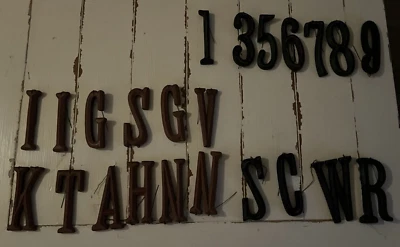 1 356789
IIGSGV
KTAHNN SCWR